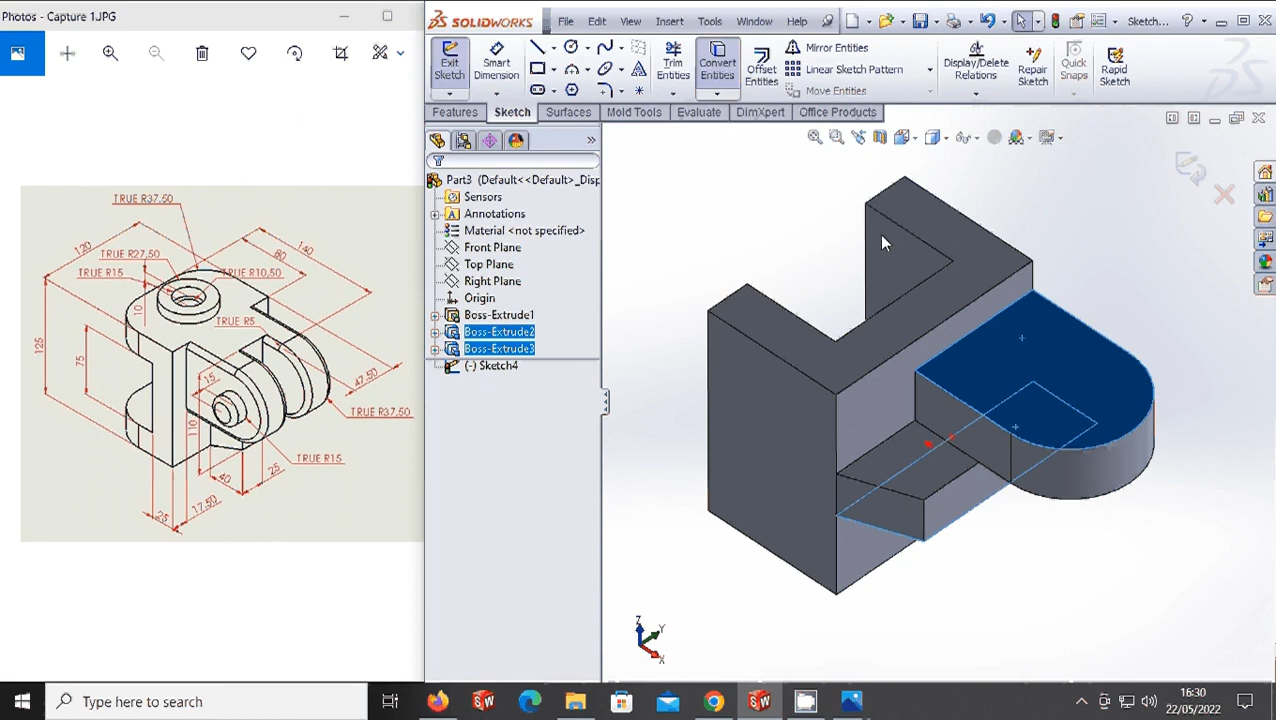 Photos - Capture 1.JPG
SOLIDWORKS
File Edit View Insert Tools Window Help
Sketch...
Exit Sketch
Smart Dimension
Trim Entities
Convert Entities
Offset Entities
Mirror Entities
Linear Sketch Pattern
Move Entities
Display/Delete Relations
Repair Sketch
Quick Snaps
Rapid Sketch
Features Sketch Surfaces Mold Tools Evaluate DimXpert Office Products
Part3 (Default<<Default>_Disp
Sensors
Annotations
Material <not specified>
Front Plane
Top Plane
Right Plane
Origin
Boss-Extrude1
Boss-Extrude2
Boss-Extrude3
(-) Sketch4
TRUE R37.50
120
140
TRUE R27,50
80
TRUE R15
TRUE R10,50
10
TRUE R5
125
75
15
47.50
TRUE R37,50
110
TRUE R15
40
25
17,50
25
Z
Y
X
Type here to search
16:30
22/05/2022